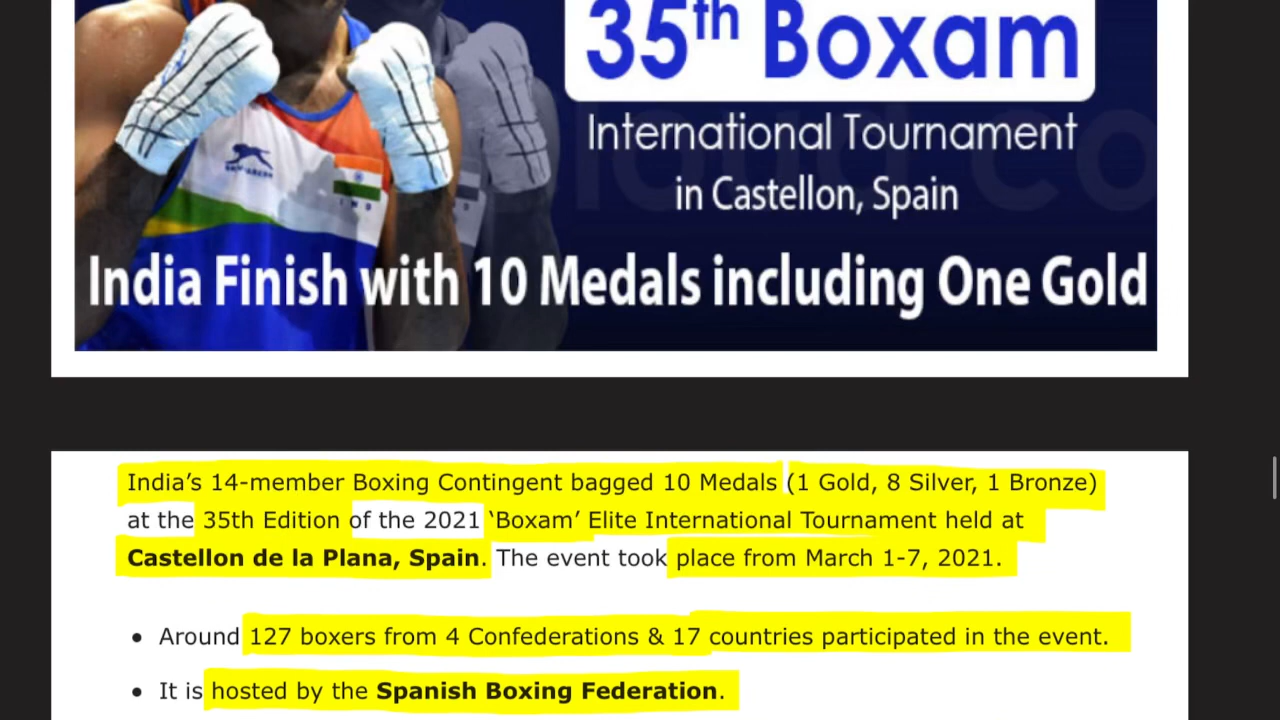 35th Boxam
International Tournament
in Castellon, Spain
India Finish with 10 Medals including One Gold
IND
India’s 14-member Boxing Contingent bagged 10 Medals (1 Gold, 8 Silver, 1 Bronze)
at the 35th Edition of the 2021 ‘Boxam’ Elite International Tournament held at
Castellon de la Plana, Spain. The event took place from March 1-7, 2021.
• Around 127 boxers from 4 Confederations & 17 countries participated in the event.
• It is hosted by the Spanish Boxing Federation.